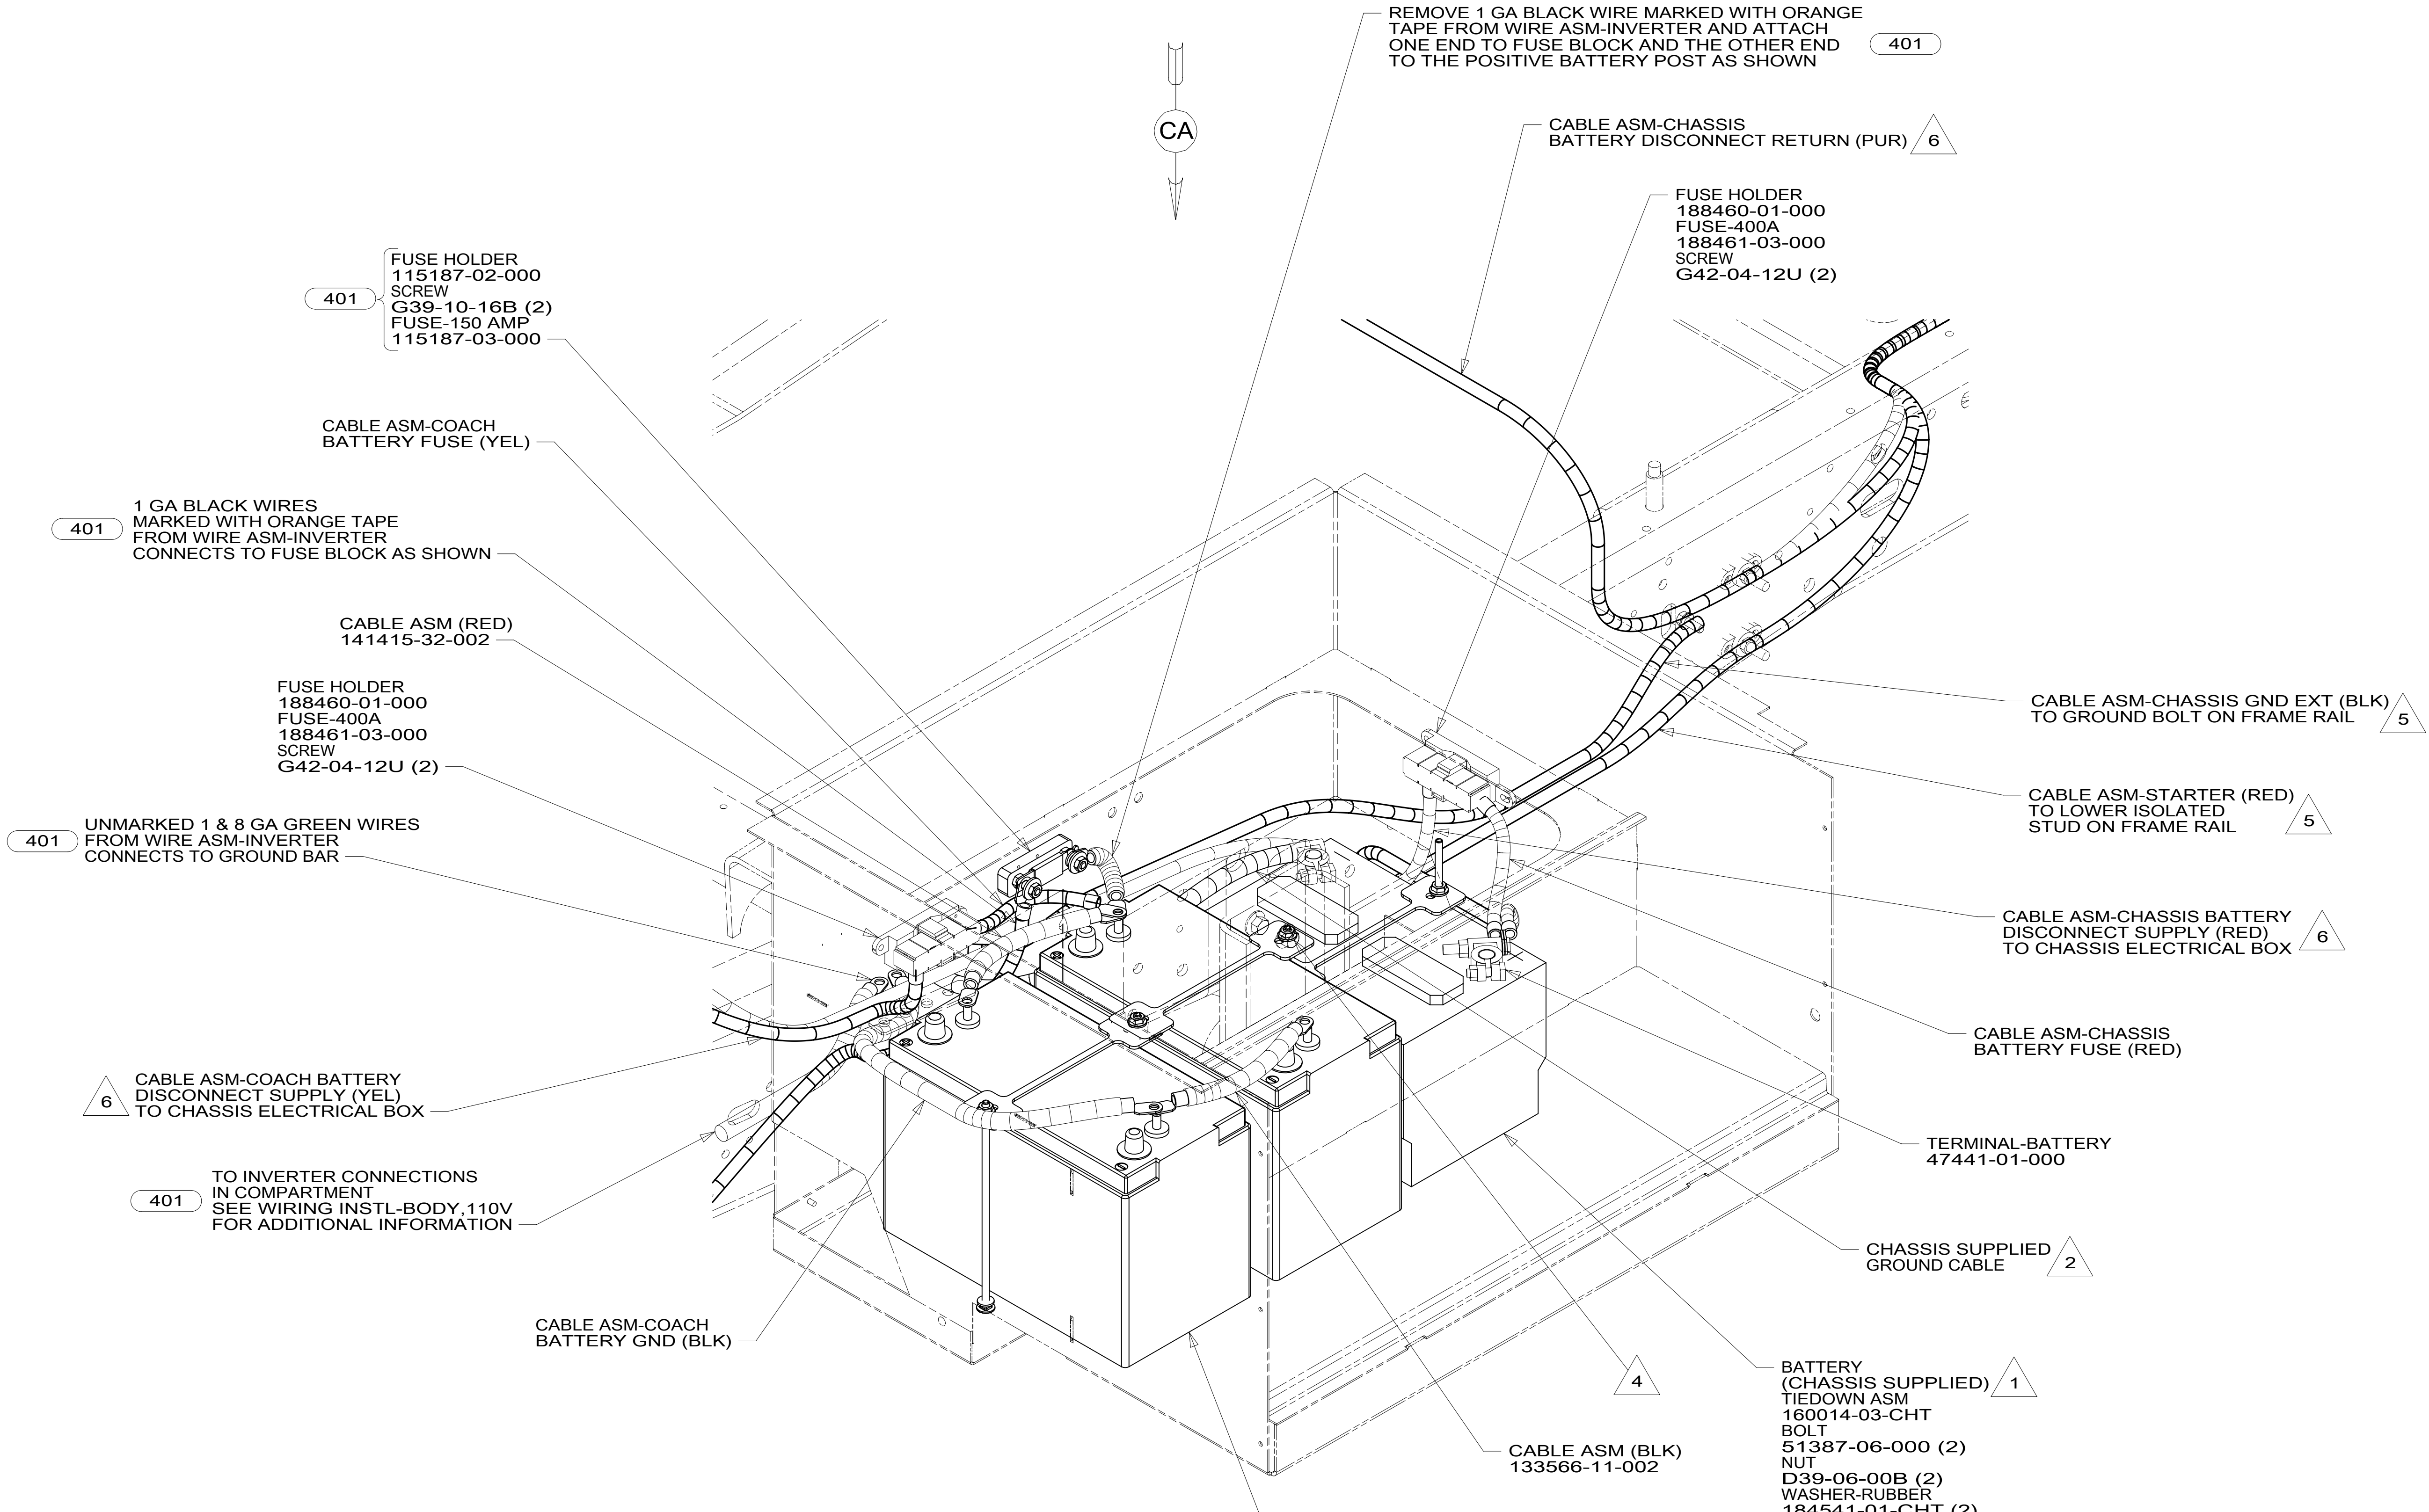 REMOVE 1 GA BLACK WIRE MARKED WITH ORANGE
TAPE FROM WIRE ASM-INVERTER AND ATTACH
ONE END TO FUSE BLOCK AND THE OTHER END
TO THE POSITIVE BATTERY POST AS SHOWN
401
CA
CABLE ASM-CHASSIS
BATTERY DISCONNECT RETURN (PUR)
6
FUSE HOLDER
188460-01-000
FUSE-400A
188461-03-000
SCREW
G42-04-12U (2)
401
FUSE HOLDER
115187-02-000
SCREW
G39-10-16B (2)
FUSE-150 AMP
115187-03-000
CABLE ASM-COACH
BATTERY FUSE (YEL)
401
1 GA BLACK WIRES
MARKED WITH ORANGE TAPE
FROM WIRE ASM-INVERTER
CONNECTS TO FUSE BLOCK AS SHOWN
CABLE ASM (RED)
141415-32-002
FUSE HOLDER
188460-01-000
FUSE-400A
188461-03-000
SCREW
G42-04-12U (2)
401
UNMARKED 1 & 8 GA GREEN WIRES
FROM WIRE ASM-INVERTER
CONNECTS TO GROUND BAR
6
CABLE ASM-COACH BATTERY
DISCONNECT SUPPLY (YEL)
TO CHASSIS ELECTRICAL BOX
401
TO INVERTER CONNECTIONS
IN COMPARTMENT
SEE WIRING INSTL-BODY,110V
FOR ADDITIONAL INFORMATION
CABLE ASM-COACH
BATTERY GND (BLK)
CABLE ASM-CHASSIS GND EXT (BLK)
TO GROUND BOLT ON FRAME RAIL
5
CABLE ASM-STARTER (RED)
TO LOWER ISOLATED
STUD ON FRAME RAIL
5
CABLE ASM-CHASSIS BATTERY
DISCONNECT SUPPLY (RED)
TO CHASSIS ELECTRICAL BOX
6
CABLE ASM-CHASSIS
BATTERY FUSE (RED)
TERMINAL-BATTERY
47441-01-000
CHASSIS SUPPLIED
GROUND CABLE
2
4
CABLE ASM (BLK)
133566-11-002
BATTERY
(CHASSIS SUPPLIED)
1
TIEDOWN ASM
160014-03-CHT
BOLT
51387-06-000 (2)
NUT
D39-06-00B (2)
WASHER-RUBBER
184541-01-CHT (2)